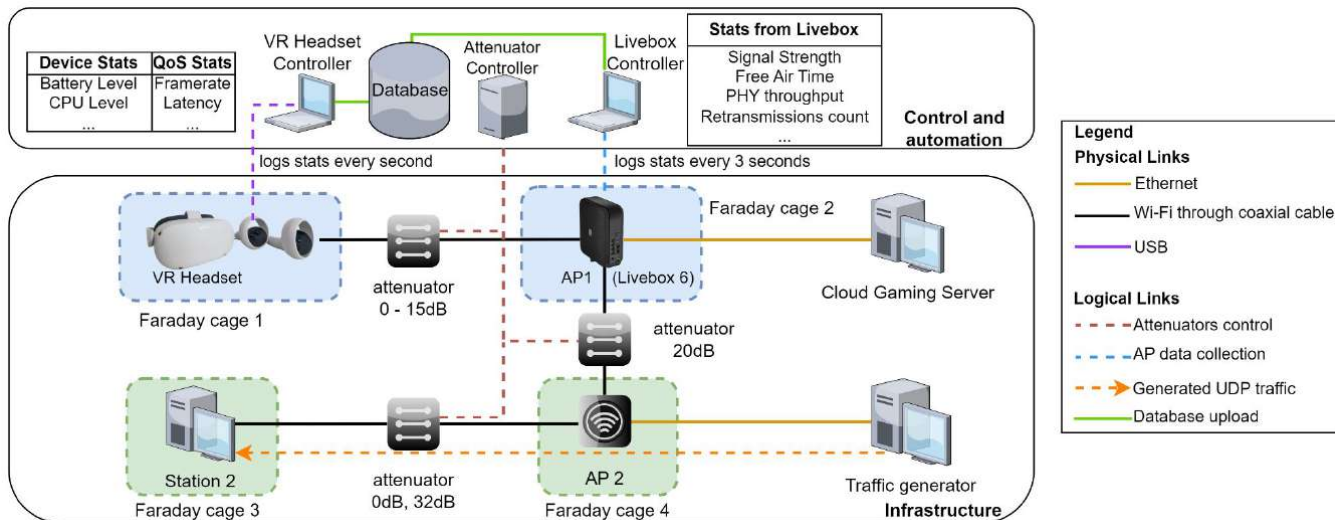 Device Stats
Battery Level
CPU Level
...
QoS Stats
Framerate
Latency
...
VR Headset
Controller
Database
Attenuator
Controller
Livebox
Controller
Stats from Livebox
Signal Strength
Free Air Time
PHY throughput
Retransmissions count
...
Control and
automation
logs stats every second
logs stats every 3 seconds
VR Headset
Faraday cage 1
attenuator
0 - 15dB
AP1
(Livebox 6)
Faraday cage 2
Cloud Gaming Server
attenuator
20dB
Station 2
Faraday cage 3
attenuator
0dB, 32dB
AP 2
Faraday cage 4
Traffic generator
Infrastructure
Legend
Physical Links
Ethernet
Wi-Fi through coaxial cable
USB
Logical Links
Attenuators control
AP data collection
Generated UDP traffic
Database upload